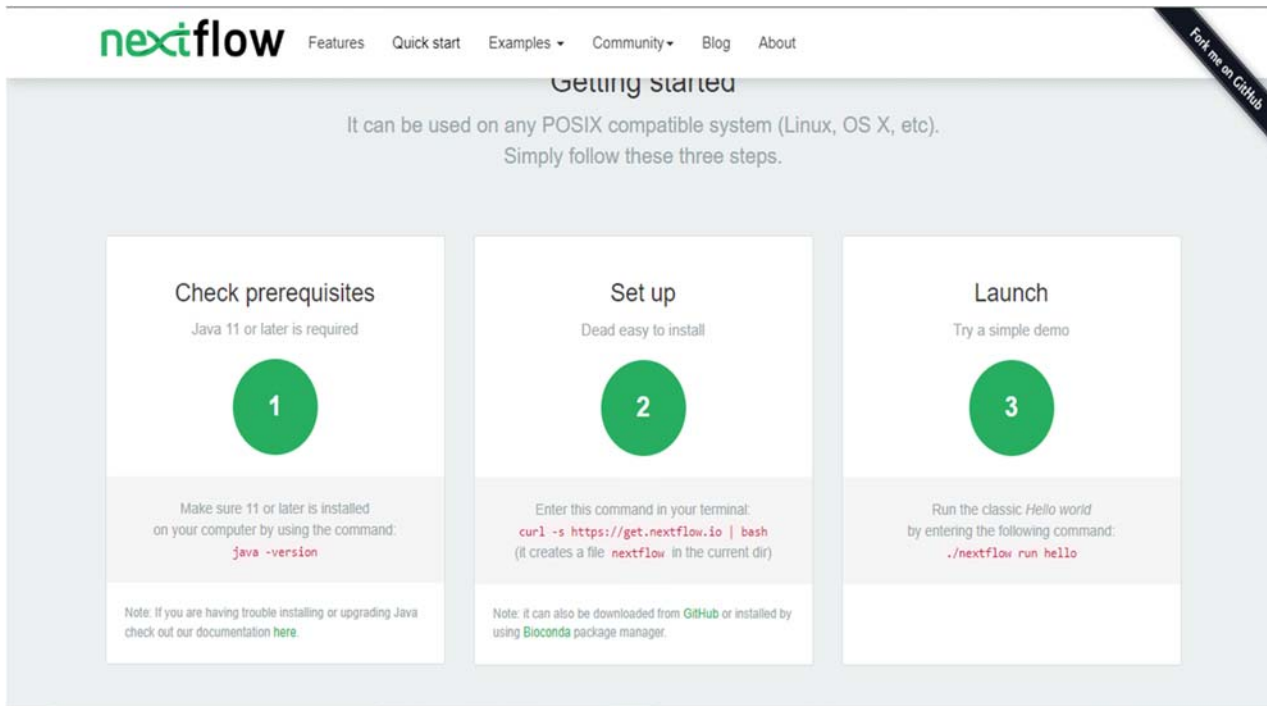 nextflow Features Quick start Examples Community Blog About
Fork me on GitHub
Getting started
It can be used on any POSIX compatible system (Linux, OS X, etc).
Simply follow these three steps.
Check prerequisites
Java 11 or later is required
1
Make sure 11 or later is installed
on your computer by using the command:
java -version
Note: If you are having trouble installing or upgrading Java
check out our documentation here.
Set up
Dead easy to install
2
Enter this command in your terminal:
curl -s https://get.nextflow.io | bash
(it creates a file nextflow in the current dir)
Note: it can also be downloaded from GitHub or installed by
using Bioconda package manager.
Launch
Try a simple demo
3
Run the classic Hello world
by entering the following command:
./nextflow run hello